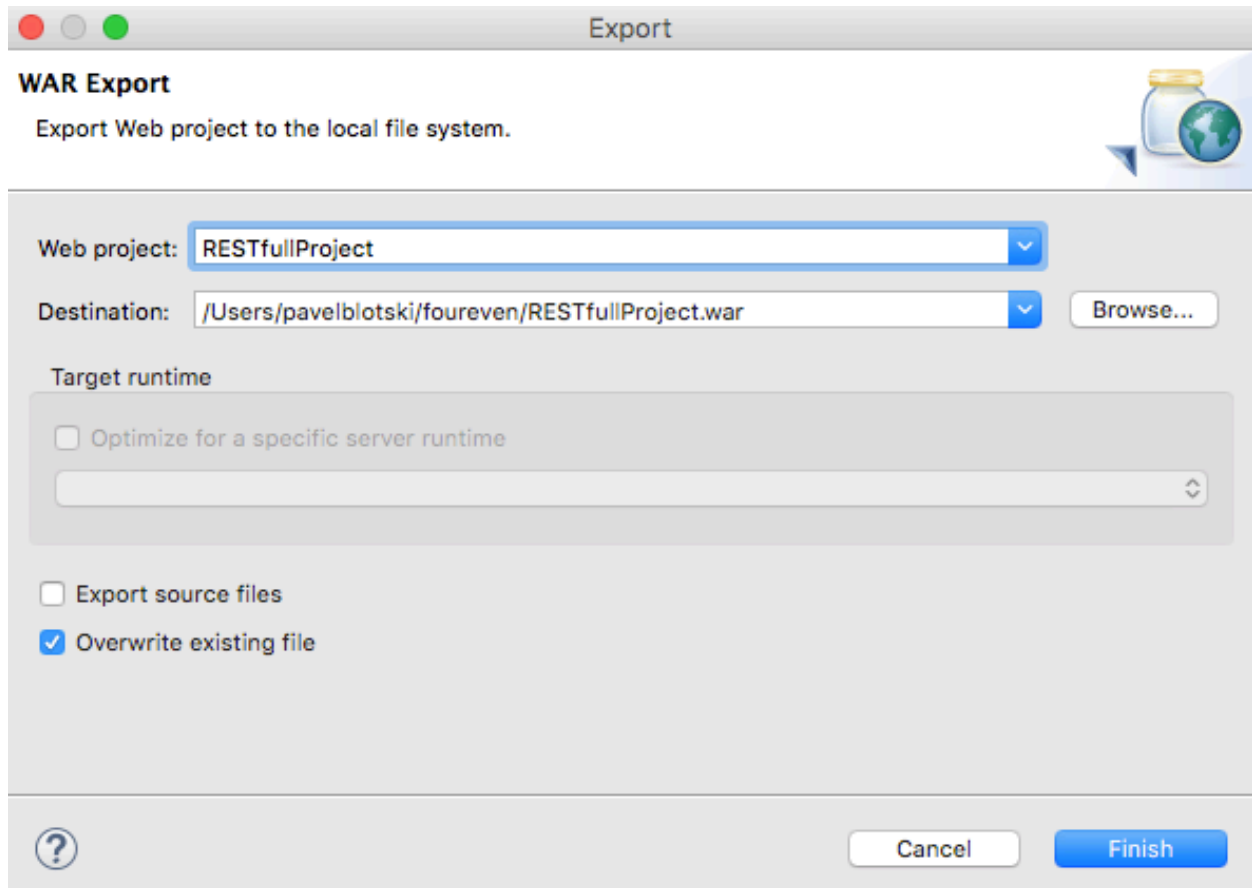 Export
WAR Export
Export Web project to the local file system.
Web project: RESTfullProject
Destination: /Users/pavelblotski/foureven/RESTfullProject.war Browse...
Target runtime
Optimize for a specific server runtime
Export source files
Overwrite existing file
? Cancel Finish